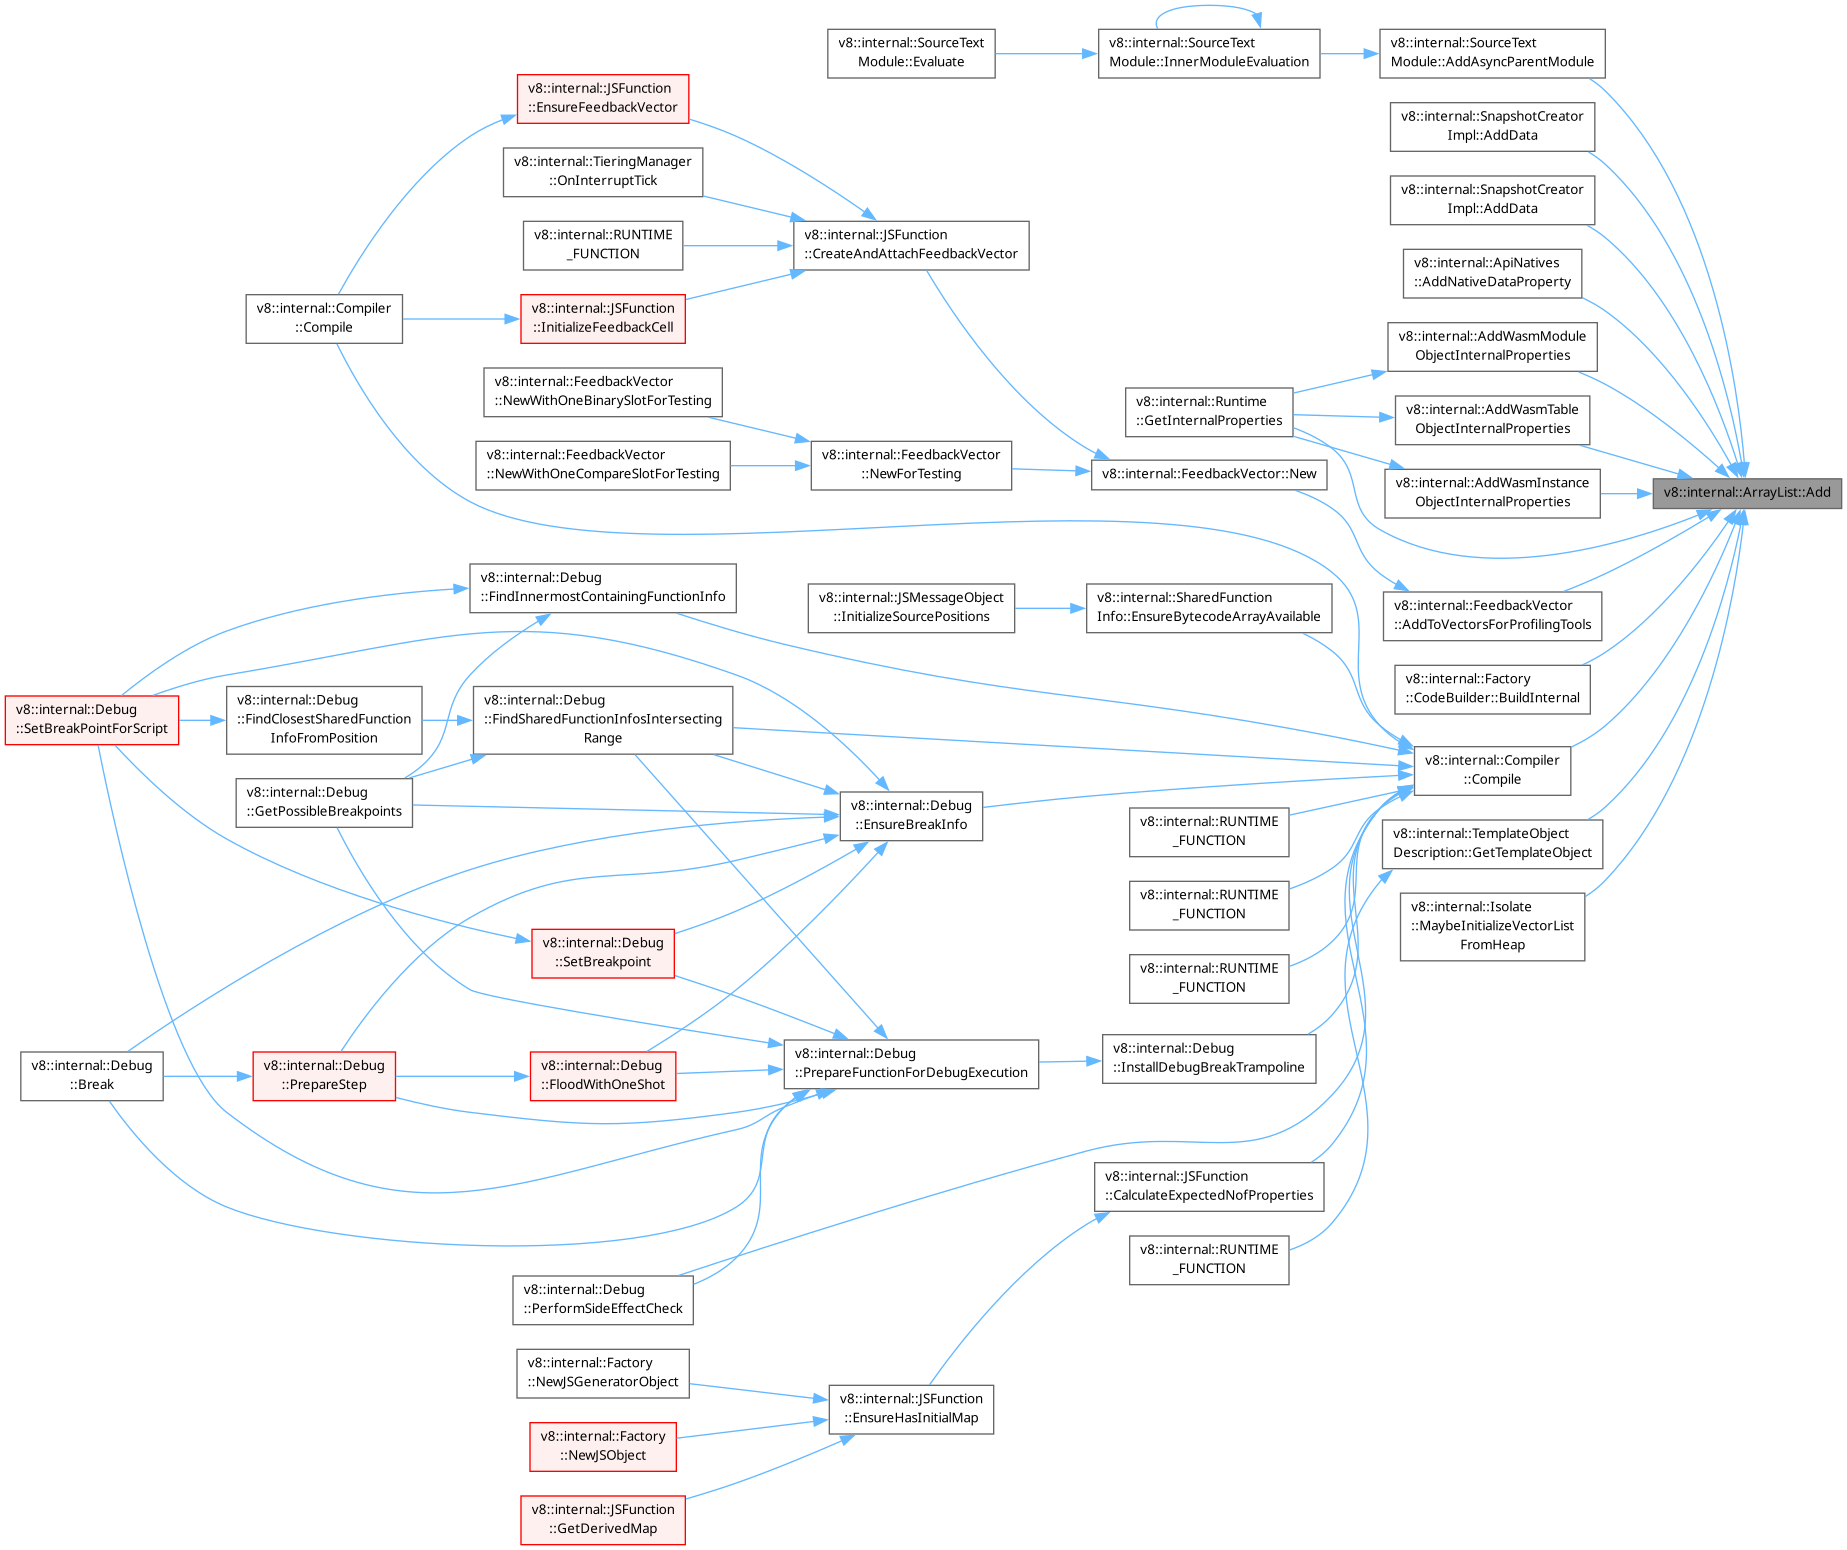 v8::internal::SourceText
Module::Evaluate
v8::internal::SourceText
Module::InnerModuleEvaluation
v8::internal::SourceText
Module::AddAsyncParentModule
v8::internal::JSFunction
::EnsureFeedbackVector
v8::internal::SnapshotCreator
Impl::AddData
v8::internal::TieringManager
::OnInterruptTick
v8::internal::SnapshotCreator
Impl::AddData
v8::internal::RUNTIME
_FUNCTION
v8::internal::JSFunction
::CreateAndAttachFeedbackVector
v8::internal::ApiNatives
::AddNativeDataProperty
v8::internal::Compiler
::Compile
v8::internal::JSFunction
::InitializeFeedbackCell
v8::internal::AddWasmModule
ObjectInternalProperties
v8::internal::FeedbackVector
::NewWithOneBinarySlotForTesting
v8::internal::Runtime
::GetInternalProperties
v8::internal::AddWasmTable
ObjectInternalProperties
v8::internal::FeedbackVector
::NewWithOneCompareSlotForTesting
v8::internal::FeedbackVector
::NewForTesting
v8::internal::FeedbackVector::New
v8::internal::AddWasmInstance
ObjectInternalProperties
v8::internal::ArrayList::Add
v8::internal::Debug
::FindInnermostContainingFunctionInfo
v8::internal::JSMessageObject
::InitializeSourcePositions
v8::internal::SharedFunction
Info::EnsureBytecodeArrayAvailable
v8::internal::FeedbackVector
::AddToVectorsForProfilingTools
v8::internal::Factory
::CodeBuilder::BuildInternal
v8::internal::Debug
::SetBreakPointForScript
v8::internal::Debug
::FindClosestSharedFunction
InfoFromPosition
v8::internal::Debug
::FindSharedFunctionInfosIntersecting
Range
v8::internal::Compiler
::Compile
v8::internal::Debug
::GetPossibleBreakpoints
v8::internal::Debug
::EnsureBreakInfo
v8::internal::RUNTIME
_FUNCTION
v8::internal::TemplateObject
Description::GetTemplateObject
v8::internal::RUNTIME
_FUNCTION
v8::internal::Isolate
::MaybeInitializeVectorList
FromHeap
v8::internal::Debug
::SetBreakpoint
v8::internal::RUNTIME
_FUNCTION
v8::internal::Debug
::Break
v8::internal::Debug
::PrepareStep
v8::internal::Debug
::FloodWithOneShot
v8::internal::Debug
::PrepareFunctionForDebugExecution
v8::internal::Debug
::InstallDebugBreakTrampoline
v8::internal::JSFunction
::CalculateExpectedNofProperties
v8::internal::RUNTIME
_FUNCTION
v8::internal::Debug
::PerformSideEffectCheck
v8::internal::Factory
::NewJSGeneratorObject
v8::internal::JSFunction
::EnsureHasInitialMap
v8::internal::Factory
::NewJSObject
v8::internal::JSFunction
::GetDerivedMap